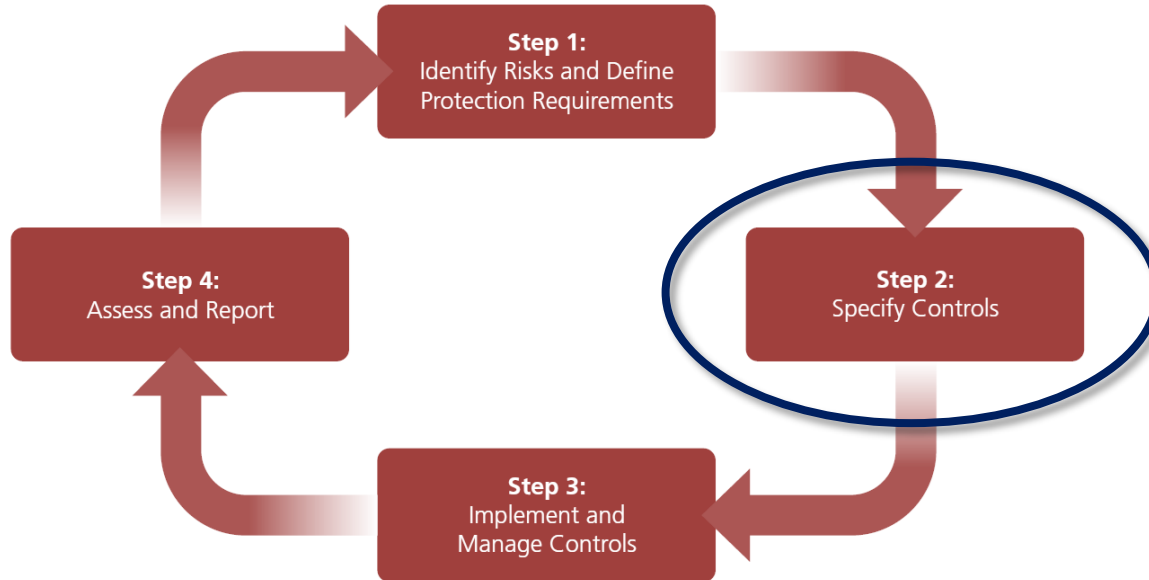 Step 1:
Identify Risks and Define
Protection Requirements
Step 2:
Specify Controls
Step 3:
Implement and
Manage Controls
Step 4:
Assess and Report